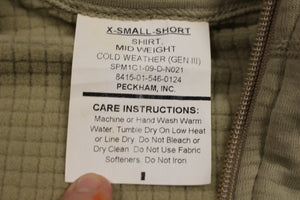 X-SMALL-SHORT
SHIRT,
MID WEIGHT
COLD WEATHER (GEN III)
SPM1C1-09-D-N021
8415-01-546-0124
PECKHAM, INC.
CARE INSTRUCTIONS:
Machine or Hand Wash Warm
Water, Tumble Dry On Low Heat
or Line Dry. Do Not Bleach or
Dry Clean. Do Not Use Fabric
Softeners. Do Not Iron.